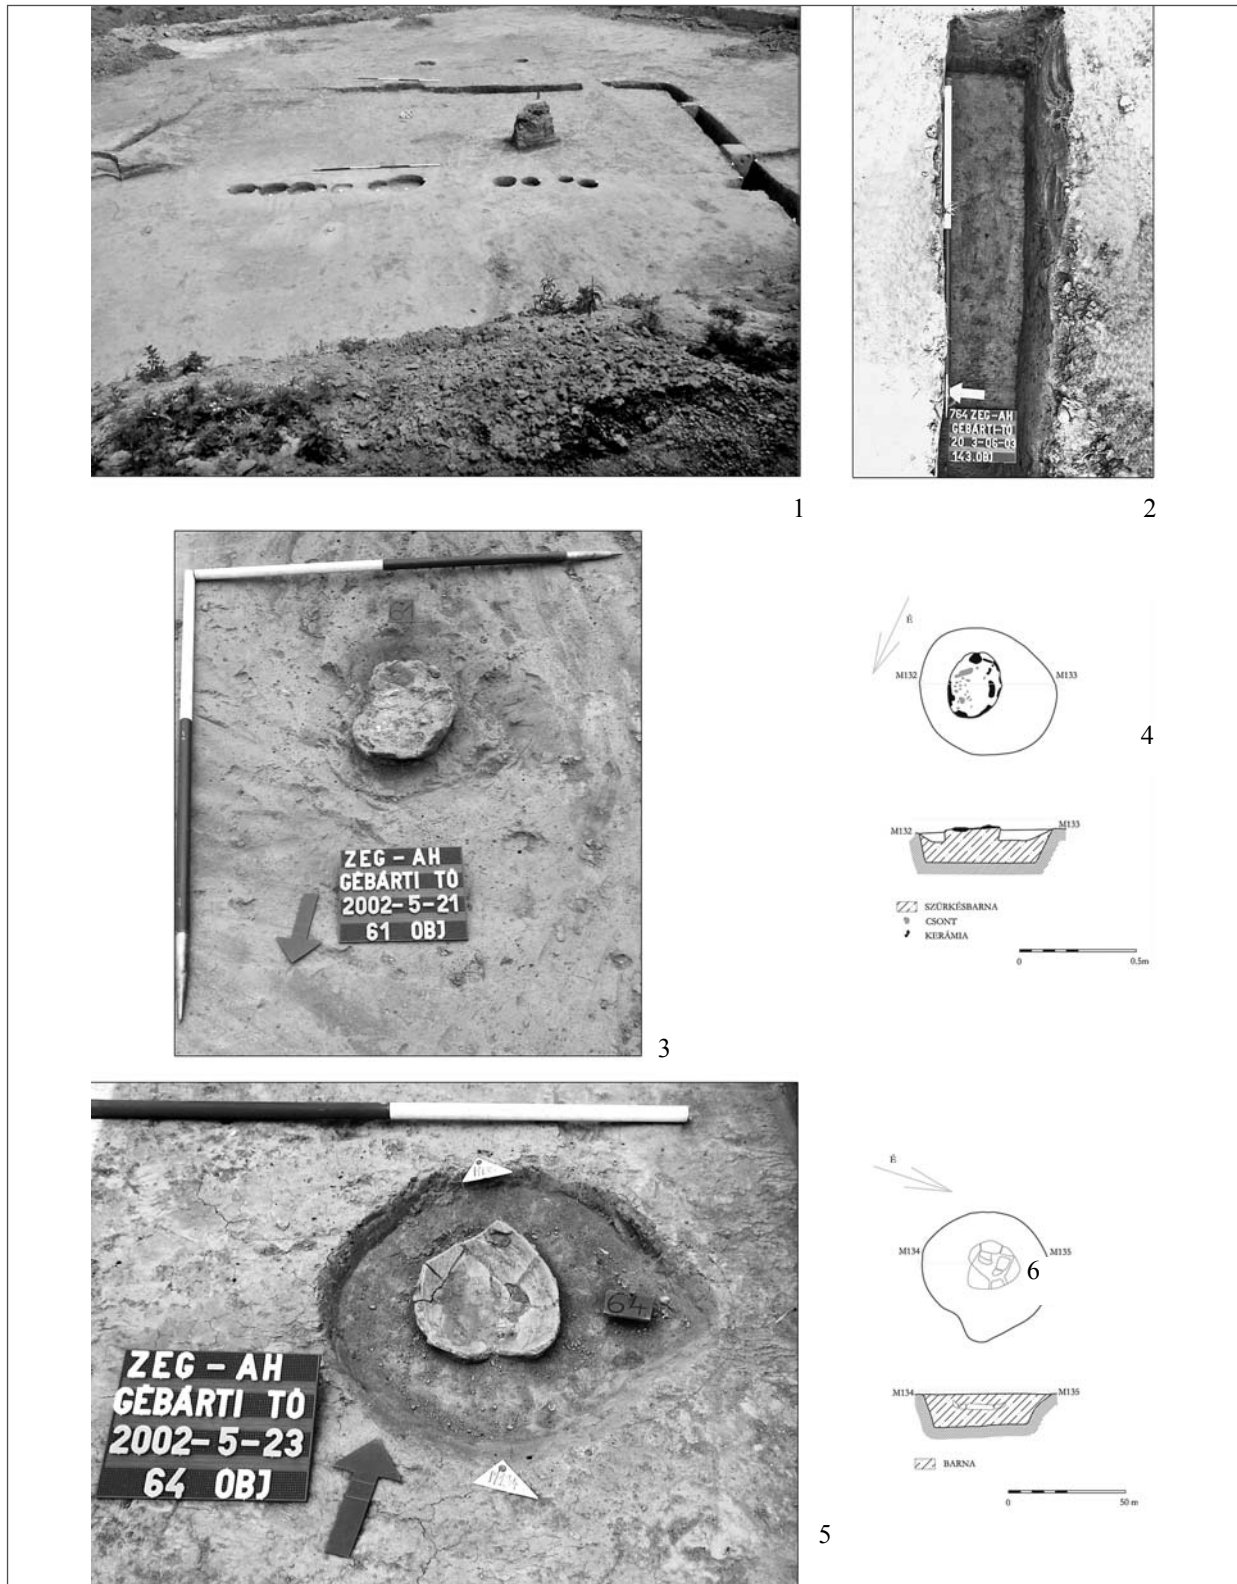 1
764 ZEG-AH
GÉBÁRTI-TÓ
20 3-06-03
143.OBJ
2
61
ZEG - AH
GÉBÁRTI TÓ
2002-5-21
61 OBJ
3
É
M132
M133
4
M132
M133
SZÜRKÉSBARNA
CSONT
KERÁMIA
0
0.5m
64
ZEG - AH
GÉBÁRTI TÓ
2002-5-23
64 OBJ
5
É
M134
M135
6
M134
M135
BARNA
0
50 m